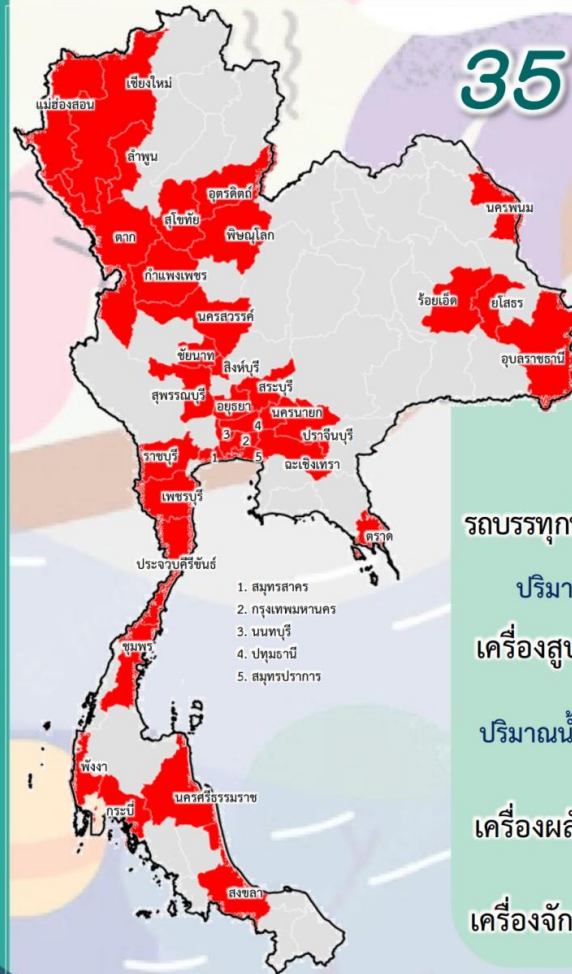 35
เชียงใหม่
แม่ฮ่องสอน
ลำพูน
อุตรดิตถ์
สุโขทัย
ตาก
พิษณุโลก
กำแพงเพชร
นครพนม
ร้อยเอ็ด
ยโสธร
นครสวรรค์
ชัยนาท
สิงห์บุรี
สระบุรี
สุพรรณบุรี
อยุธยา
นครนายก
อุบลราชธานี
4
3
2
ปราจีนบุรี
ราชบุรี
1
5
ฉะเชิงเทรา
เพชรบุรี
ตราด
ประจวบคีรีขันธ์
1. สมุทรสาคร
2. กรุงเทพมหานคร
3. นนทบุรี
4. ปทุมธานี
5. สมุทรปราการ
ชุมพร
พังงา
นครศรีธรรมราช
กระบี่
สงขลา
รถบรรทุก
ปริมา
เครื่องสูบ
ปริมาณน้ำ
เครื่องผลั
เครื่องจัก